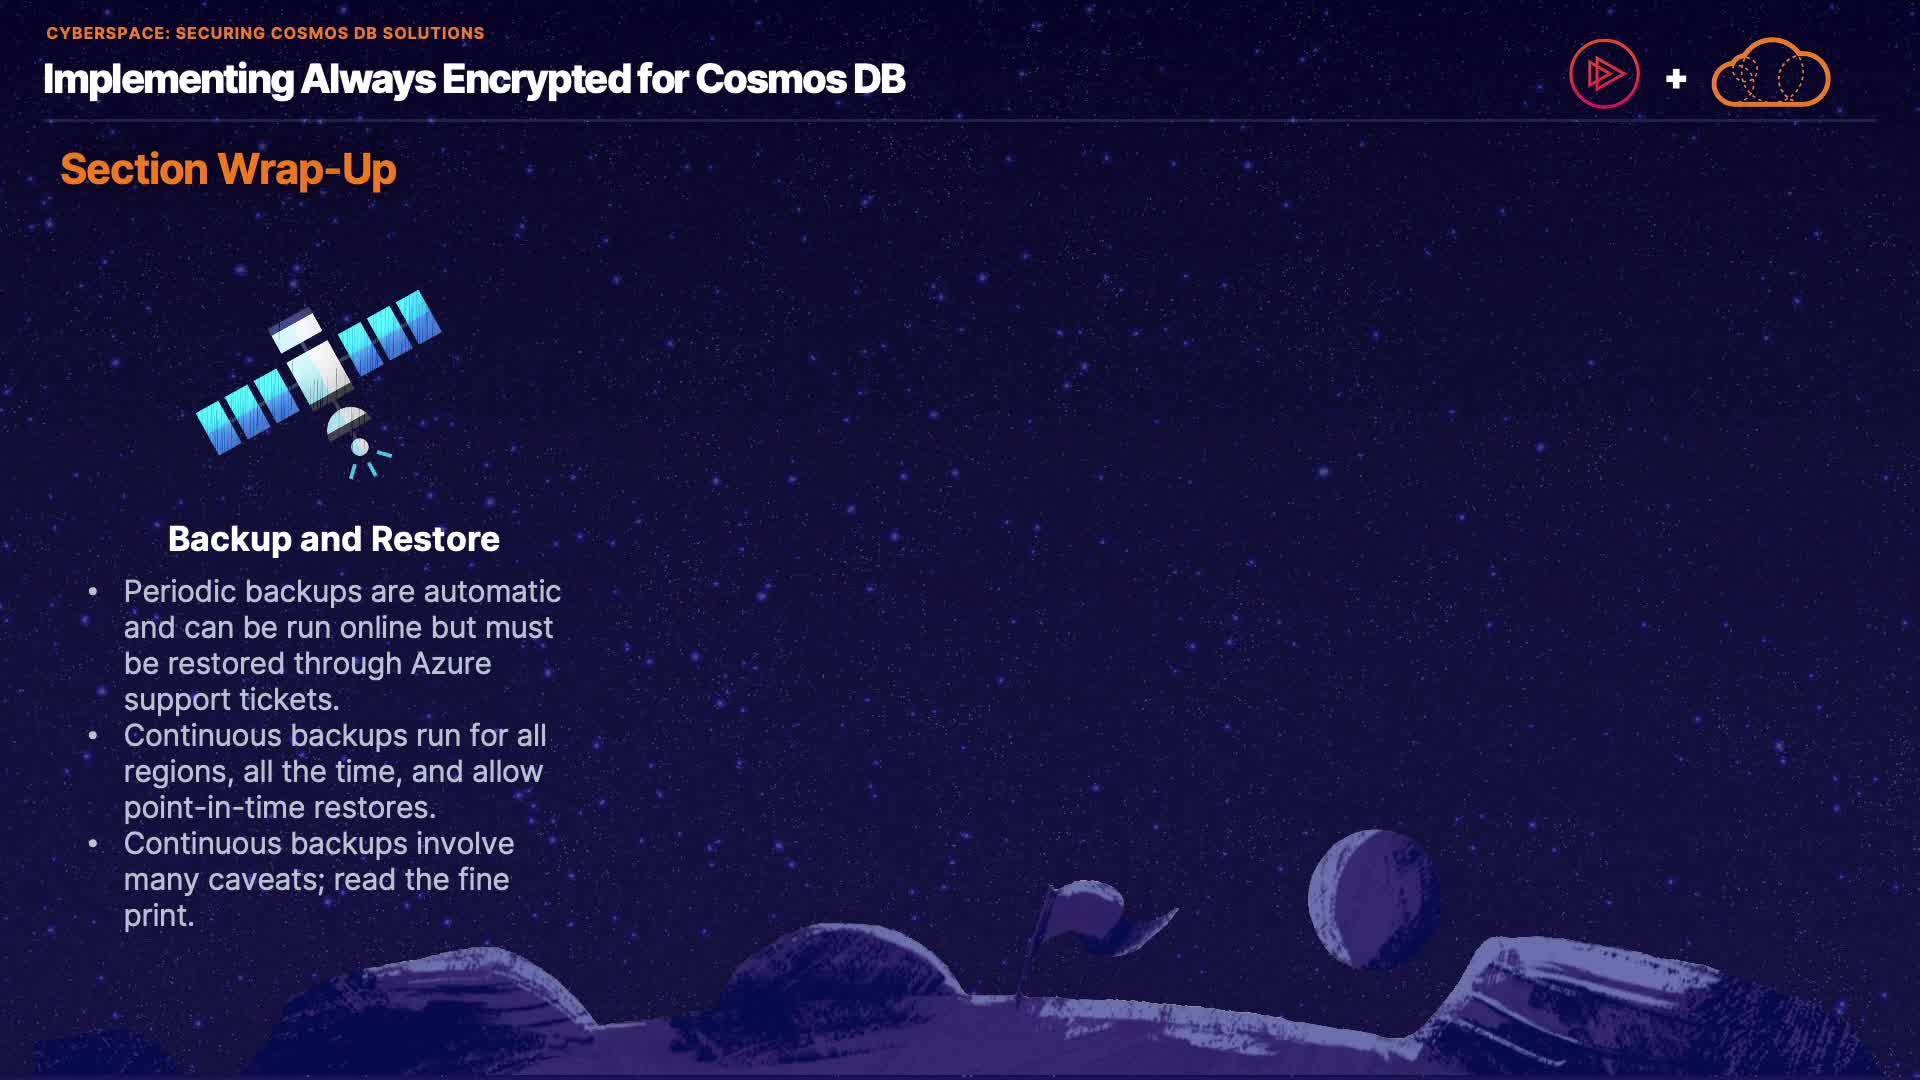 CYBERSPACE: SECURING COSMOS DB SOLUTIONS
Implementing Always Encrypted for Cosmos DB
+
Section Wrap-Up
Backup and Restore
• Periodic backups are automatic
and can be run online but must
be restored through Azure
support tickets.
• Continuous backups run for all
regions, all the time, and allow
point-in-time restores.
• Continuous backups involve
many caveats; read the fine
print.